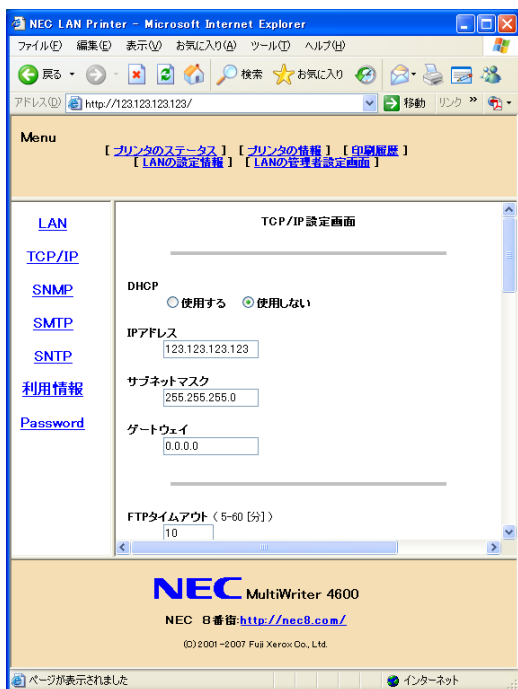 NEC LAN Printer - Microsoft Internet Explorer
ファイル(F) 編集(E) 表示(V) お気に入り(A) ツール(T) ヘルプ(H)
戻る 検索 お気に入り
アドレス(D) http://123.123.123.123/ 移動 リンク »
Menu
[ プリンタのステータス ] [ プリンタの情報 ] [ 印刷履歴 ]
[ LANの設定情報 ] [ LANの管理者設定画面 ]
LAN
TCP/IP
SNMP
SMTP
SNTP
利用情報
Password
TCP/IP設定画面
DHCP
使用する 使用しない
IPアドレス
123.123.123.123
サブネットマスク
255.255.255.0
ゲートウェイ
0.0.0.0
FTPタイムアウト ( 5-60 [分] )
10
NEC MultiWriter 4600
NEC 8番街:http://nec8.com/
(C)2001-2007 Fuji Xerox Co., Ltd.
ページが表示されました インターネット